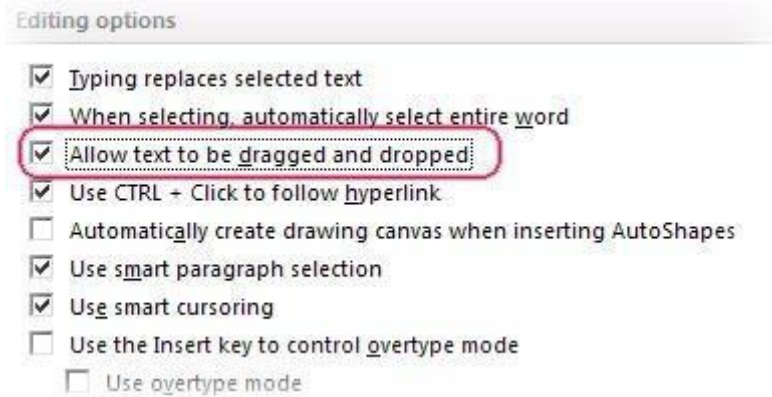 Editing options
Typing replaces selected text
When selecting, automatically select entire word
Allow text to be dragged and dropped
Use CTRL + Click to follow hyperlink
Automatically create drawing canvas when inserting AutoShapes
Use smart paragraph selection
Use smart cursoring
Use the Insert key to control overtype mode
Use overtype mode